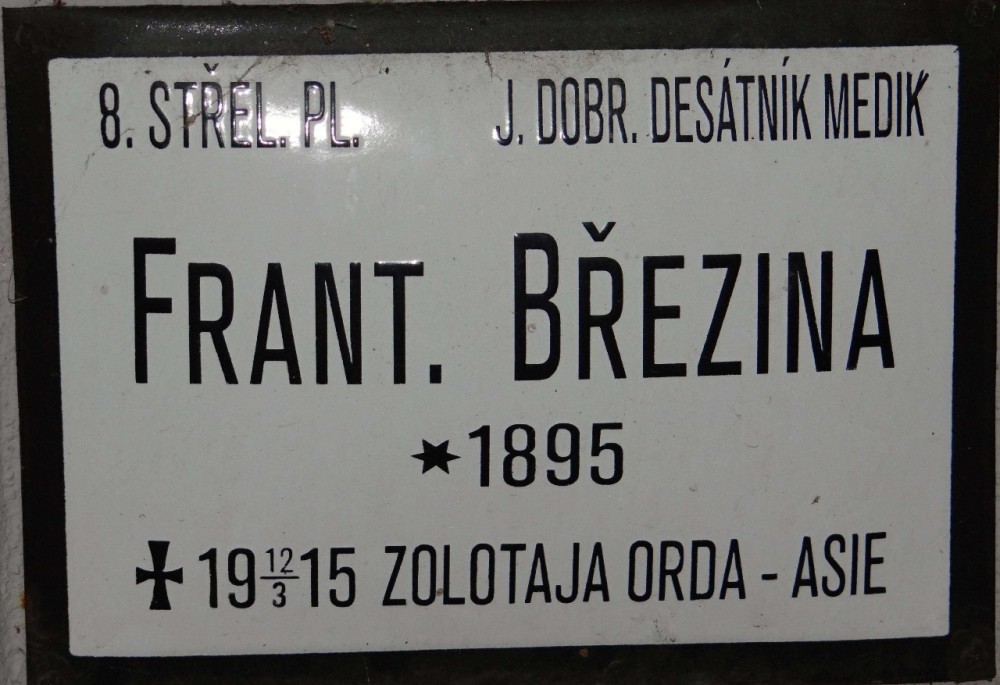 8. STŘEL. PL. J. DOBR. DESÁTNÍK MEDIK
FRANT. BŘEZINA
✶1895
✠ 19 12/3 15 ZOLOTAJA ORDA - ASIE